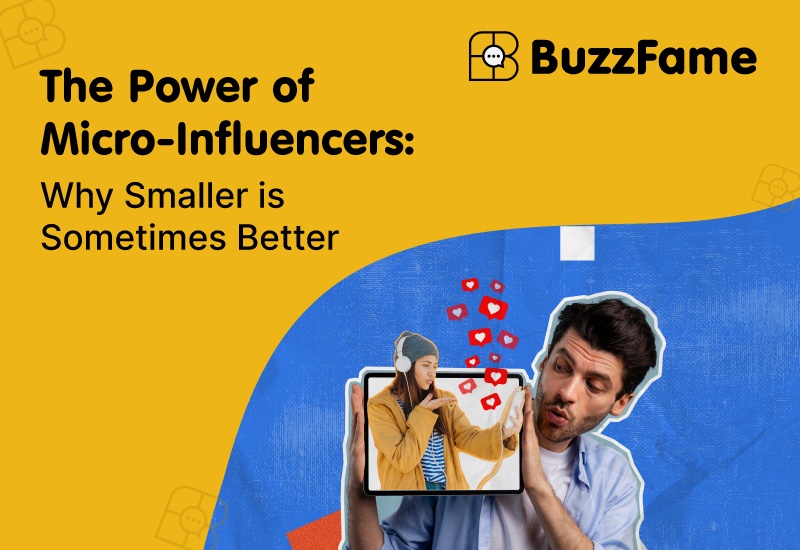 BuzzFame
The Power of
Micro-Influencers:
Why Smaller is
Sometimes Better